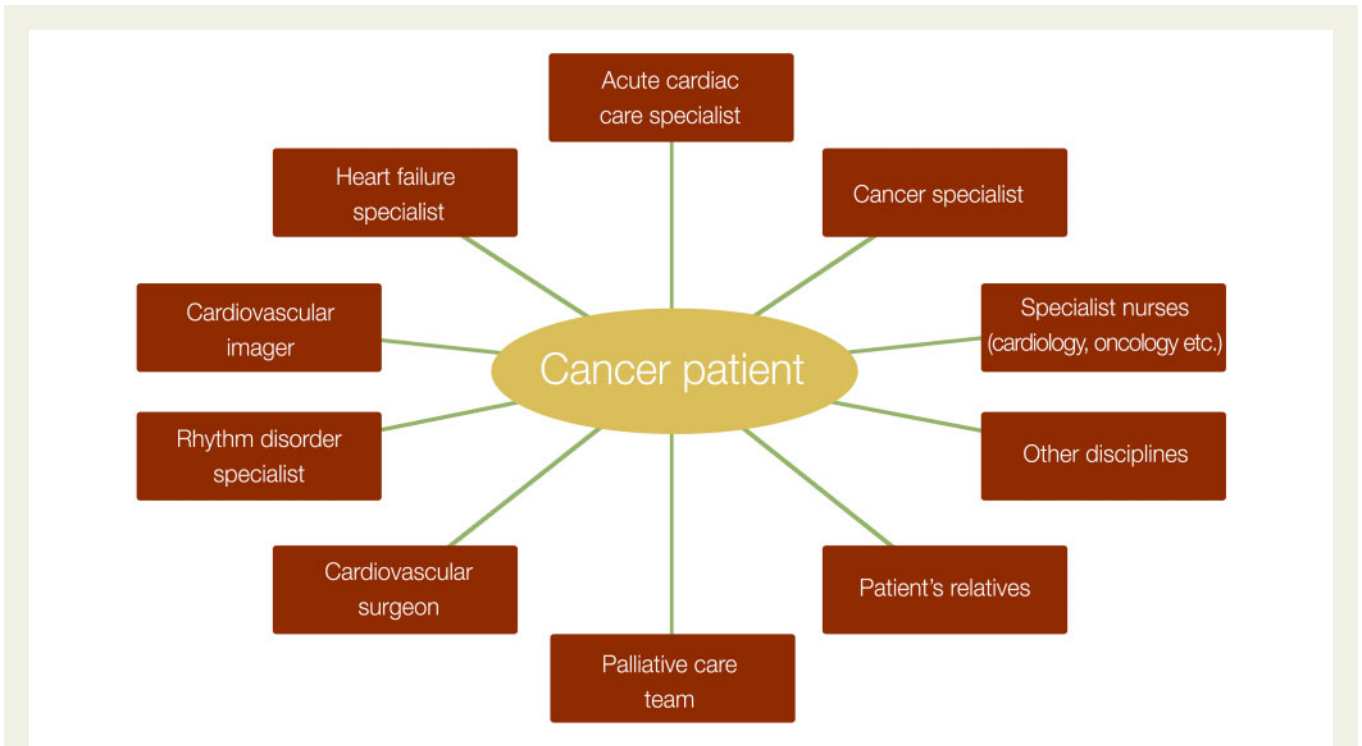 Acute cardiac
care specialist
Heart failure
specialist
Cancer specialist
Cardiovascular
imager
Specialist nurses
(cardiology, oncology etc.)
Cancer patient
Rhythm disorder
specialist
Other disciplines
Cardiovascular
surgeon
Patient's relatives
Palliative care
team